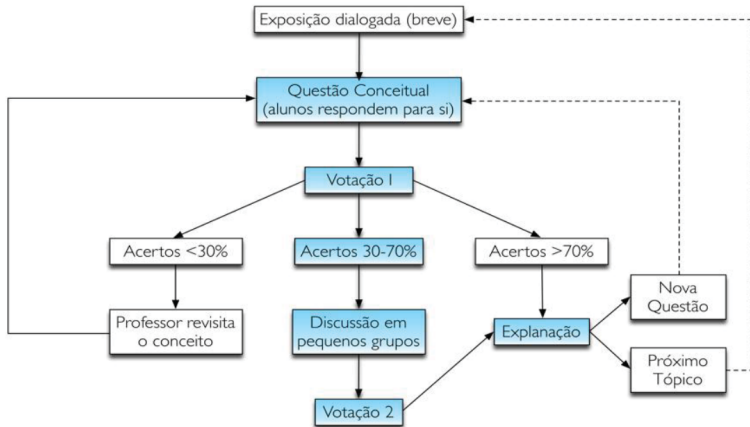 Exposição dialogada (breve)
Questão Conceitual
(alunos respondem para si)
Votação 1
Acertos <30%
Acertos 30-70%
Acertos >70%
Professor revisita
o conceito
Discussão em
pequenos grupos
Explanação
Nova
Questão
Próximo
Tópico
Votação 2